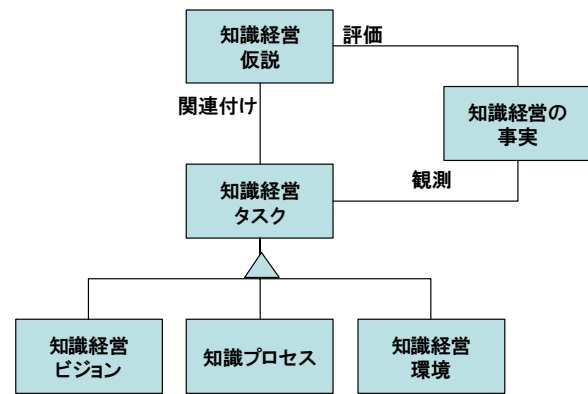 知識経営
仮説
評価
関連付け
知識経営の
事実
観測
知識経営
タスク
知識経営
ビジョン
知識プロセス
知識経営
環境